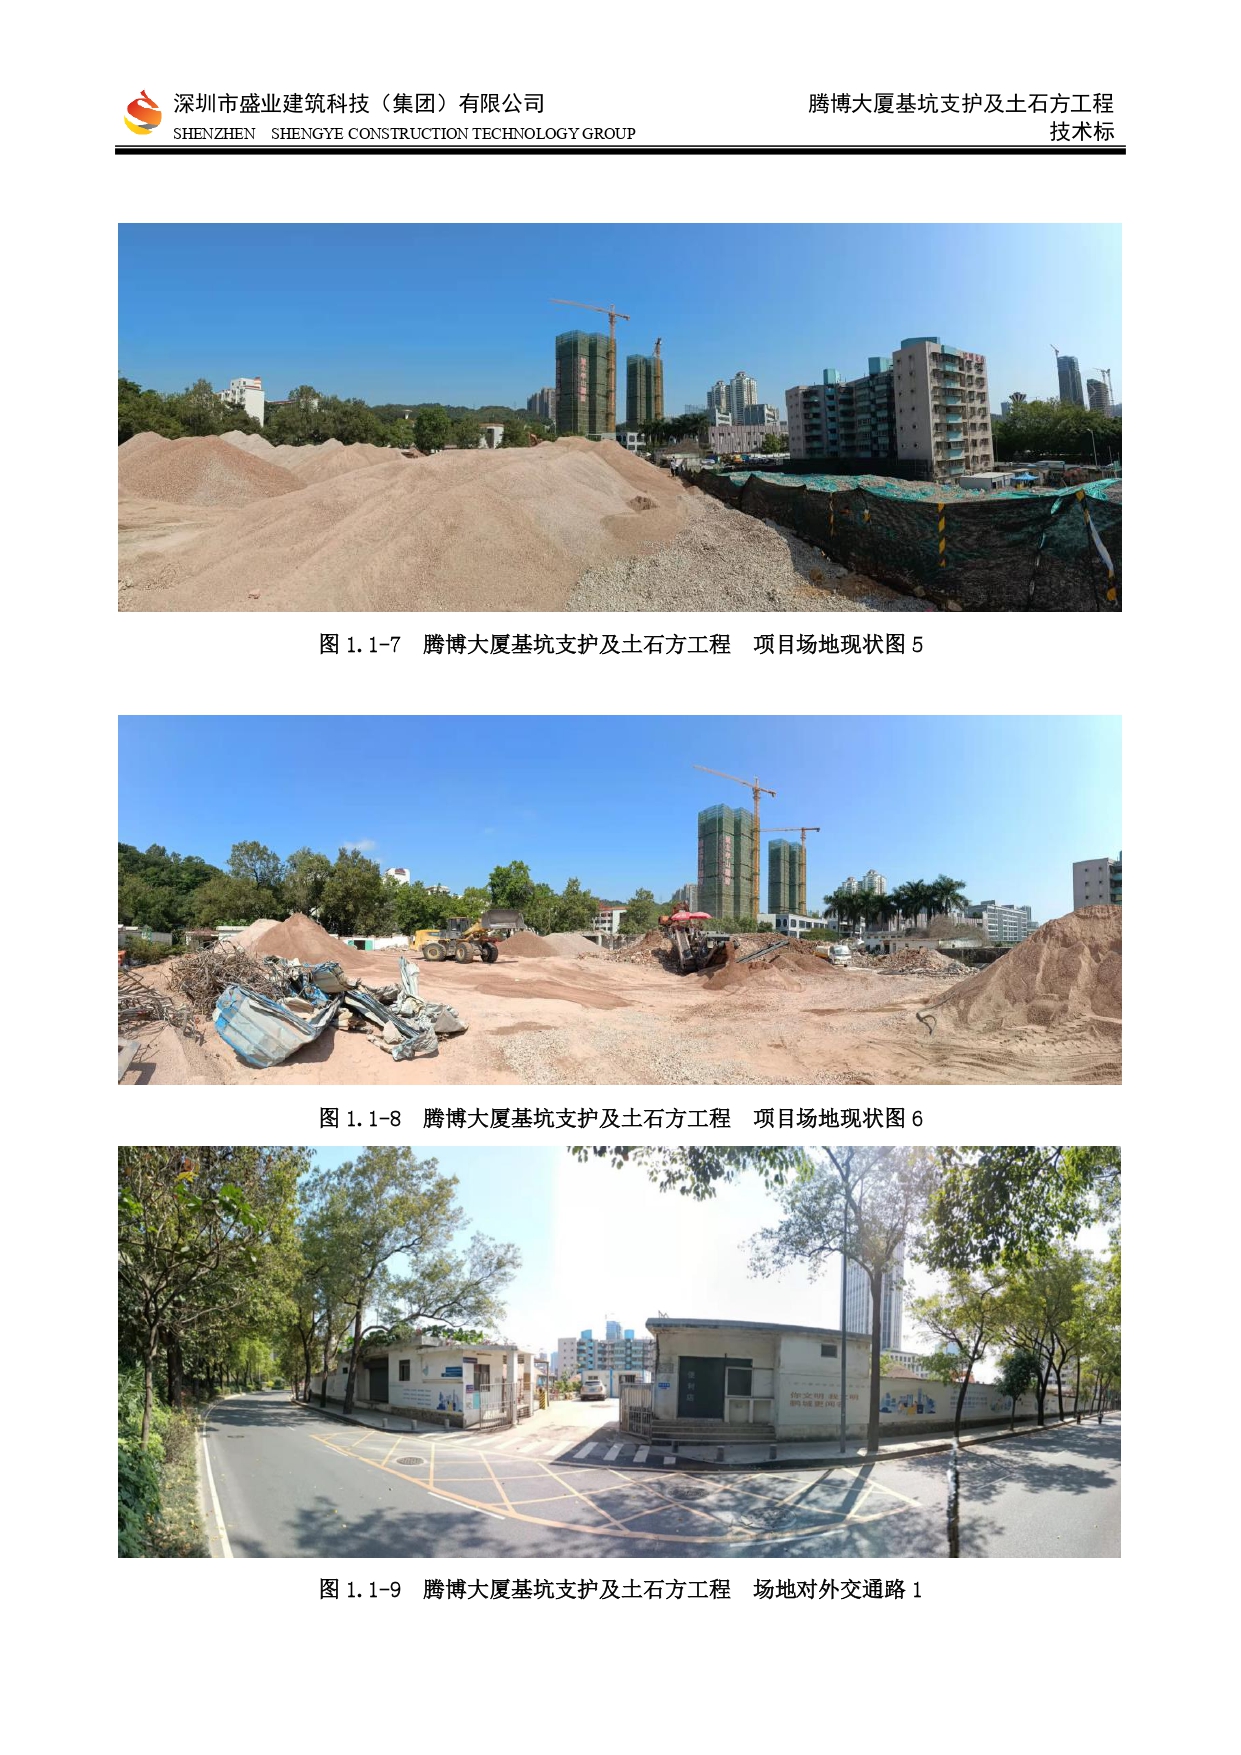 深圳市盛业建筑科技（集团）有限公司
SHENZHEN SHENGYE CONSTRUCTION TECHNOLOGY GROUP
腾博大厦基坑支护及土石方工程
技术标
图 1.1-7 腾博大厦基坑支护及土石方工程 项目场地现状图 5
图 1.1-8 腾博大厦基坑支护及土石方工程 项目场地现状图 6
图 1.1-9 腾博大厦基坑支护及土石方工程 场地对外交通路 1